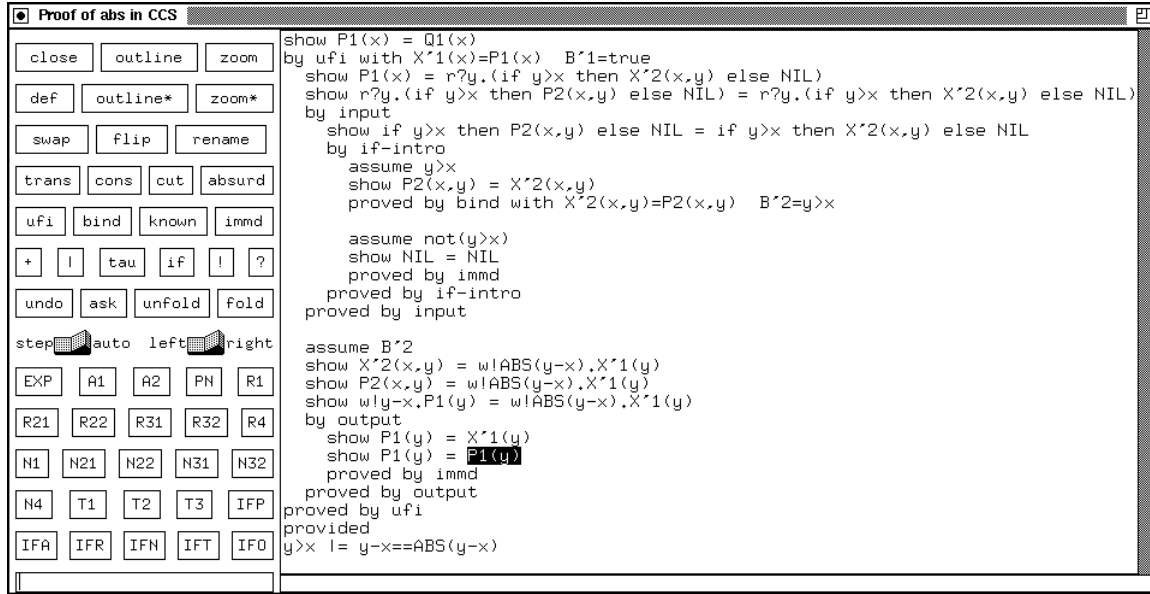 Proof of abs in CCS
close outline zoom
def outline* zoom*
swap flip rename
trans cons cut absurd
ufi bind known immd
+ | tau if ! ?
undo ask unfold fold
step auto left right
EXP A1 A2 PN R1
R21 R22 R31 R32 R4
N1 N21 N22 N31 N32
N4 T1 T2 T3 IFP
IFA IFR IFN IFT IFO
show P1(x) = Q1(x)
by ufi with X´1(x)=P1(x) B´1=true
show P1(x) = r?y.(if y>x then X´2(x,y) else NIL)
show r?y.(if y>x then P2(x,y) else NIL) = r?y.(if y>x then X´2(x,y) else NIL)
by input
show if y>x then P2(x,y) else NIL = if y>x then X´2(x,y) else NIL
by if-intro
assume y>x
show P2(x,y) = X´2(x,y)
proved by bind with X´2(x,y)=P2(x,y) B´2=y>x
assume not(y>x)
show NIL = NIL
proved by immd
proved by if-intro
proved by input
assume B´2
show X´2(x,y) = w!ABS(y-x).X´1(y)
show P2(x,y) = w!ABS(y-x).X´1(y)
show w!y-x.P1(y) = w!ABS(y-x).X´1(y)
by output
show P1(y) = X´1(y)
show P1(y) = P1(y)
proved by immd
proved by output
proved by ufi
provided
y>x |= y-x==ABS(y-x)